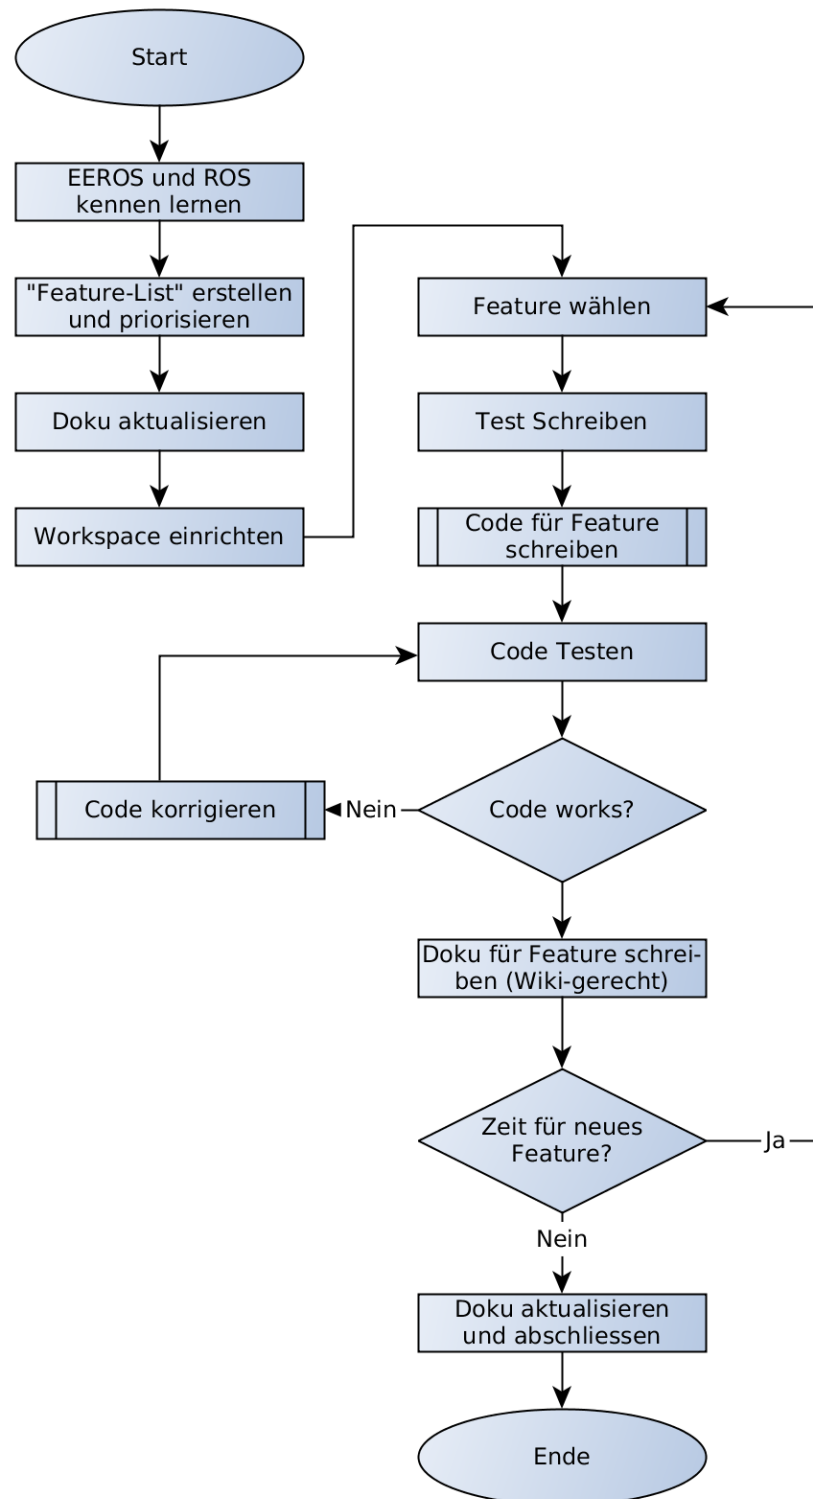 Start
EEROS und ROS
kennen lernen
"Feature-List" erstellen
und priorisieren
Doku aktualisieren
Workspace einrichten
Feature wählen
Test Schreiben
Code für Feature
schreiben
Code Testen
Code works?
Nein
Code korrigieren
Doku für Feature schrei-
ben (Wiki-gerecht)
Zeit für neues
Feature?
Ja
Nein
Doku aktualisieren
und abschliessen
Ende